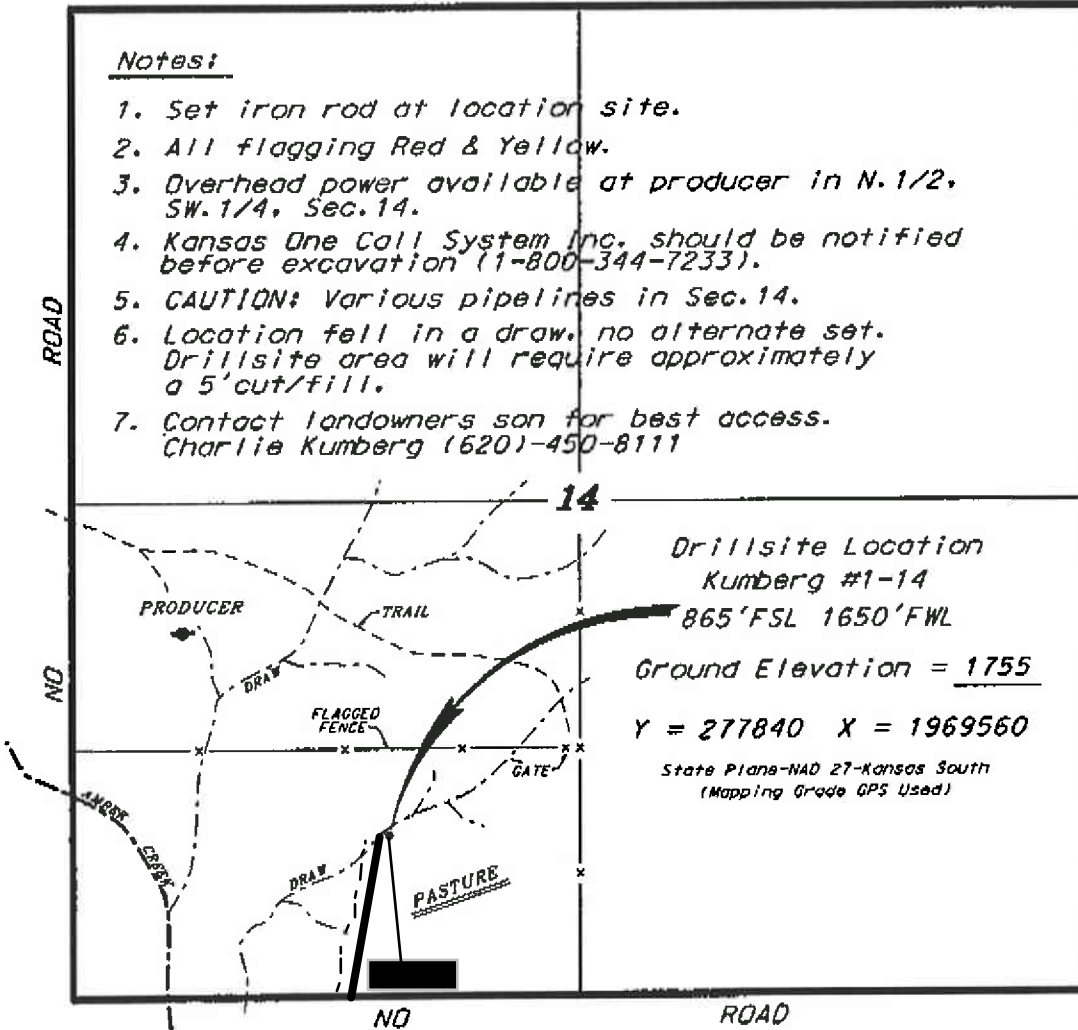 Notes:
1. Set iron rod at location site.
2. All flagging Red & Yellow.
3. Overhead power available at producer in N.1/2,
SW.1/4, Sec.14.
4. Kansas One Call System Inc. should be notified
before excavation (1-800-344-7233).
5. CAUTION: Various pipelines in Sec.14.
6. Location fell in a draw, no alternate set.
Drillsite area will require approximately
a 5'cut/fill.
7. Contact landowners son for best access.
Charlie Kumberg (620)-450-8111
ROAD
14
Drillsite Location
Kumberg #1-14
865'FSL 1650'FWL
PRODUCER
TRAIL
DRAW
Ground Elevation = 1755
NO
FLAGGED
FENCE
Y = 277840 X = 1969560
GATE
State Plane-NAD 27-Kansas South
(Mapping Grade GPS Used)
CREEK
DRAW
PASTURE
NO ROAD